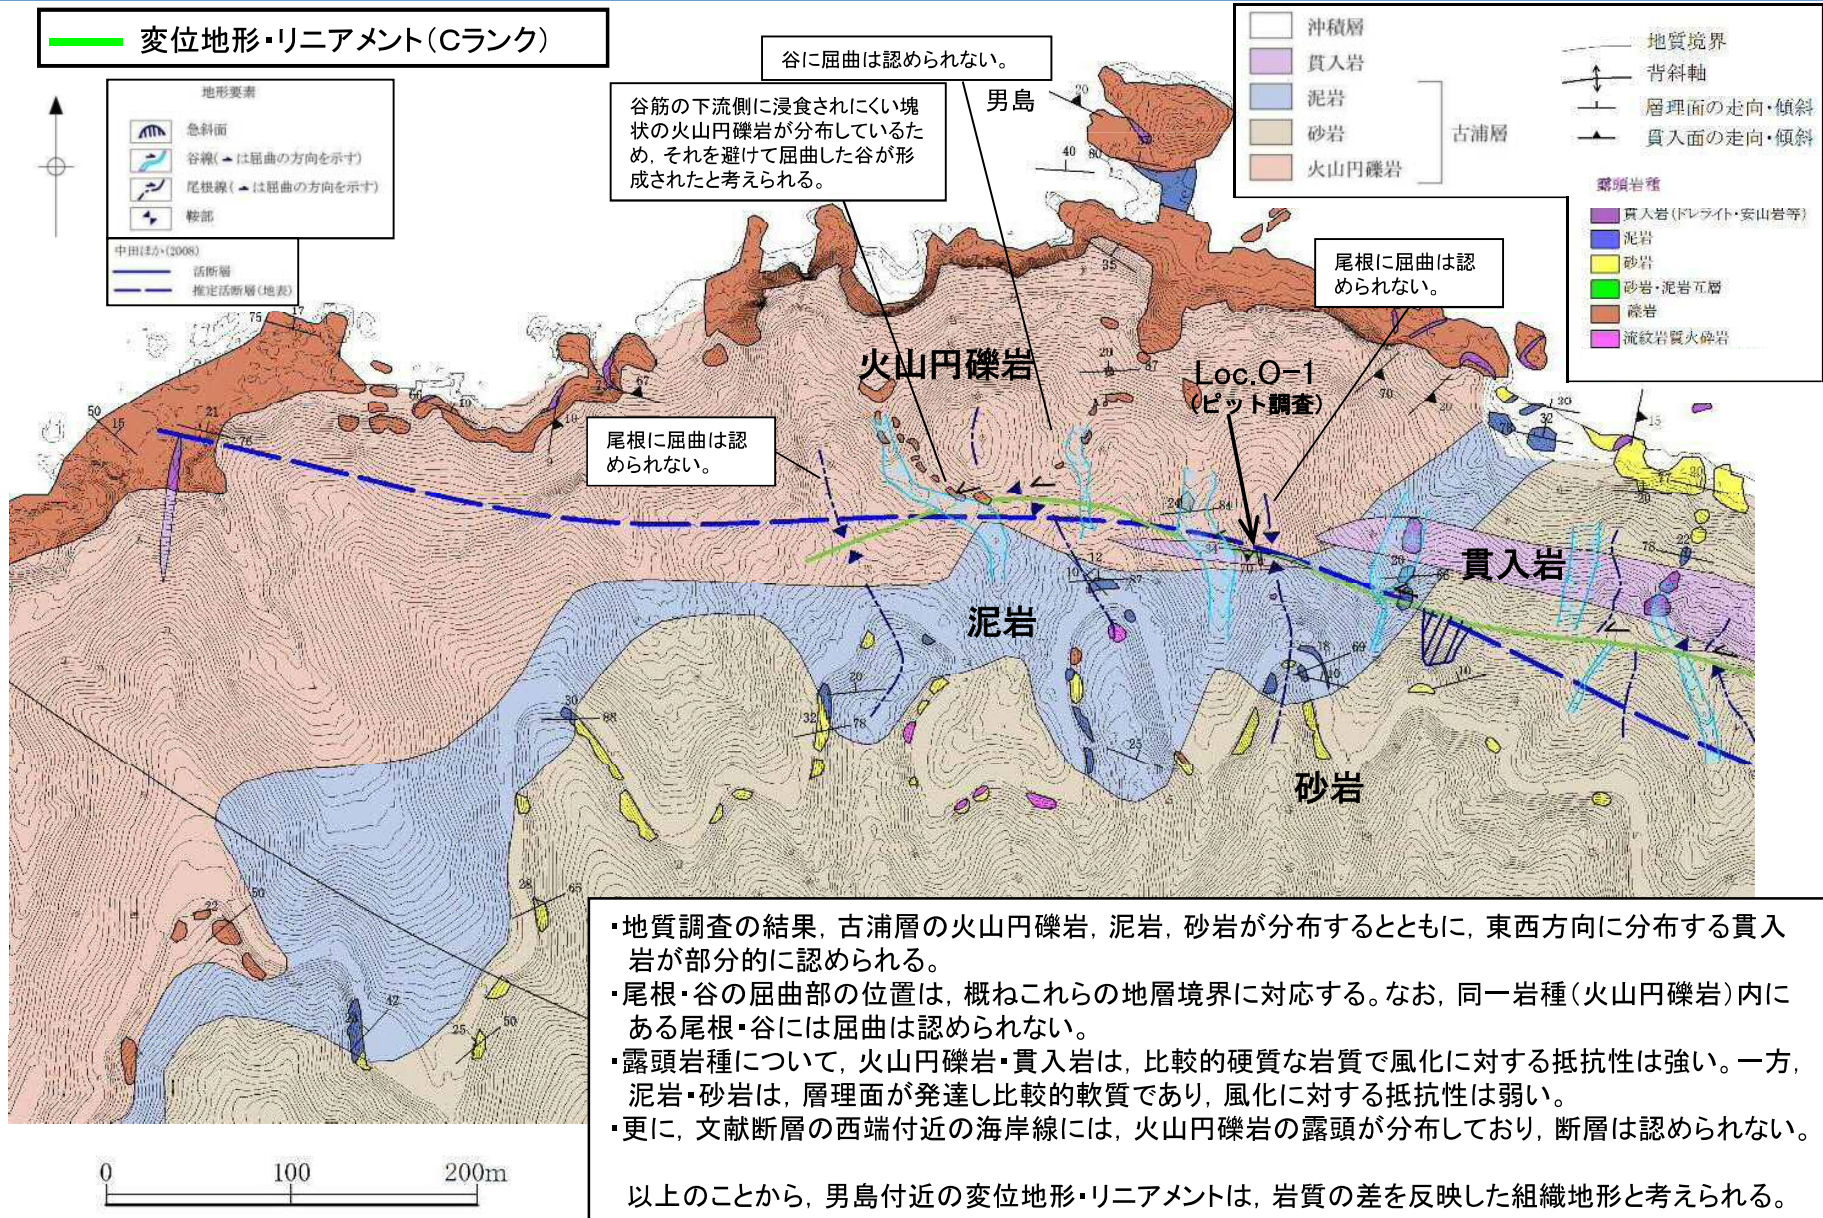 変位地形・リニアメント（Cランク）
地形要素
急斜面
谷線（は屈曲の方向を示す）
尾根線（は屈曲の方向を示す）
鞍部
中田ほか(2008)
活断層
推定活断層（地表）
谷に屈曲は認められない。
谷筋の下流側に浸食されにくい塊
状の火山円礫岩が分布しているた
め，それを避けて屈曲した谷が形
成されたと考えられる。
男島
沖積層
貫入岩
泥岩
砂岩
火山円礫岩
古浦層
地質境界
背斜軸
層理面の走向・傾斜
貫入面の走向・傾斜
露頭岩種
貫入岩（ドレライト・安山岩等）
泥岩
砂岩
砂岩・泥岩互層
礫岩
流紋岩質火砕岩
尾根に屈曲は認
められない。
火山円礫岩
Loc.O-1
（ピット調査）
尾根に屈曲は認
められない。
貫入岩
泥岩
砂岩
・地質調査の結果，古浦層の火山円礫岩，泥岩，砂岩が分布するとともに，東西方向に分布する貫入
岩が部分的に認められる。
・尾根・谷の屈曲部の位置は，概ねこれらの地層境界に対応する。なお，同一岩種（火山円礫岩）内に
ある尾根・谷には屈曲は認められない。
・露頭岩種について，火山円礫岩・貫入岩は，比較的硬質な岩質で風化に対する抵抗性は強い。一方，
泥岩・砂岩は，層理面が発達し比較的軟質であり，風化に対する抵抗性は弱い。
・更に，文献断層の西端付近の海岸線には，火山円礫岩の露頭が分布しており，断層は認められない。
以上のことから，男島付近の変位地形・リニアメントは，岩質の差を反映した組織地形と考えられる。
0 100 200m